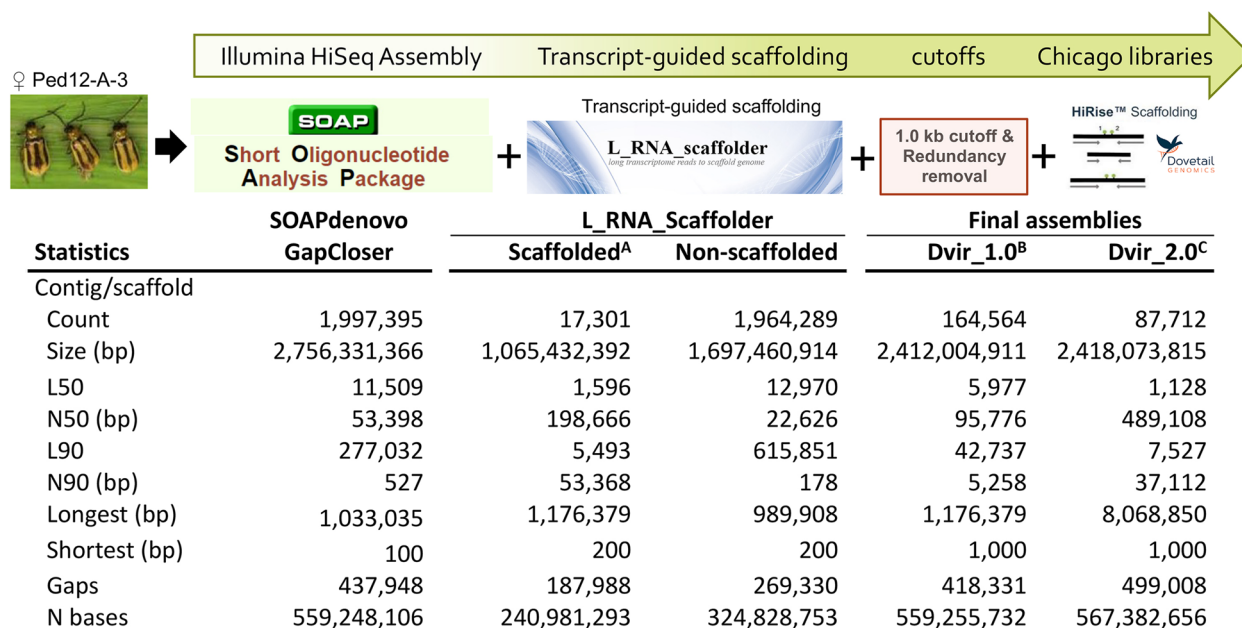 Illumina HiSeq Assembly Transcript-guided scaffolding cutoffs Chicago libraries
♀ Ped12-A-3
Transcript-guided scaffolding
HiRise™ Scaffolding
SOAP
Short Oligonucleotide
Analysis Package
+
L_RNA_scaffolder
long transcriptome reads to scaffold genome
+
1.0 kb cutoff &
Redundancy
removal
+
1 2
Dovetail
GENOMICS
SOAPdenovo L_RNA_Scaffolder Final assemblies
Statistics GapCloser Scaffoldedᴬ Non-scaffolded Dvir_1.0ᴮ Dvir_2.0ᶜ
Contig/scaffold
Count 1,997,395 17,301 1,964,289 164,564 87,712
Size (bp) 2,756,331,366 1,065,432,392 1,697,460,914 2,412,004,911 2,418,073,815
L50 11,509 1,596 12,970 5,977 1,128
N50 (bp) 53,398 198,666 22,626 95,776 489,108
L90 277,032 5,493 615,851 42,737 7,527
N90 (bp) 527 53,368 178 5,258 37,112
Longest (bp) 1,033,035 1,176,379 989,908 1,176,379 8,068,850
Shortest (bp) 100 200 200 1,000 1,000
Gaps 437,948 187,988 269,330 418,331 499,008
N bases 559,248,106 240,981,293 324,828,753 559,255,732 567,382,656